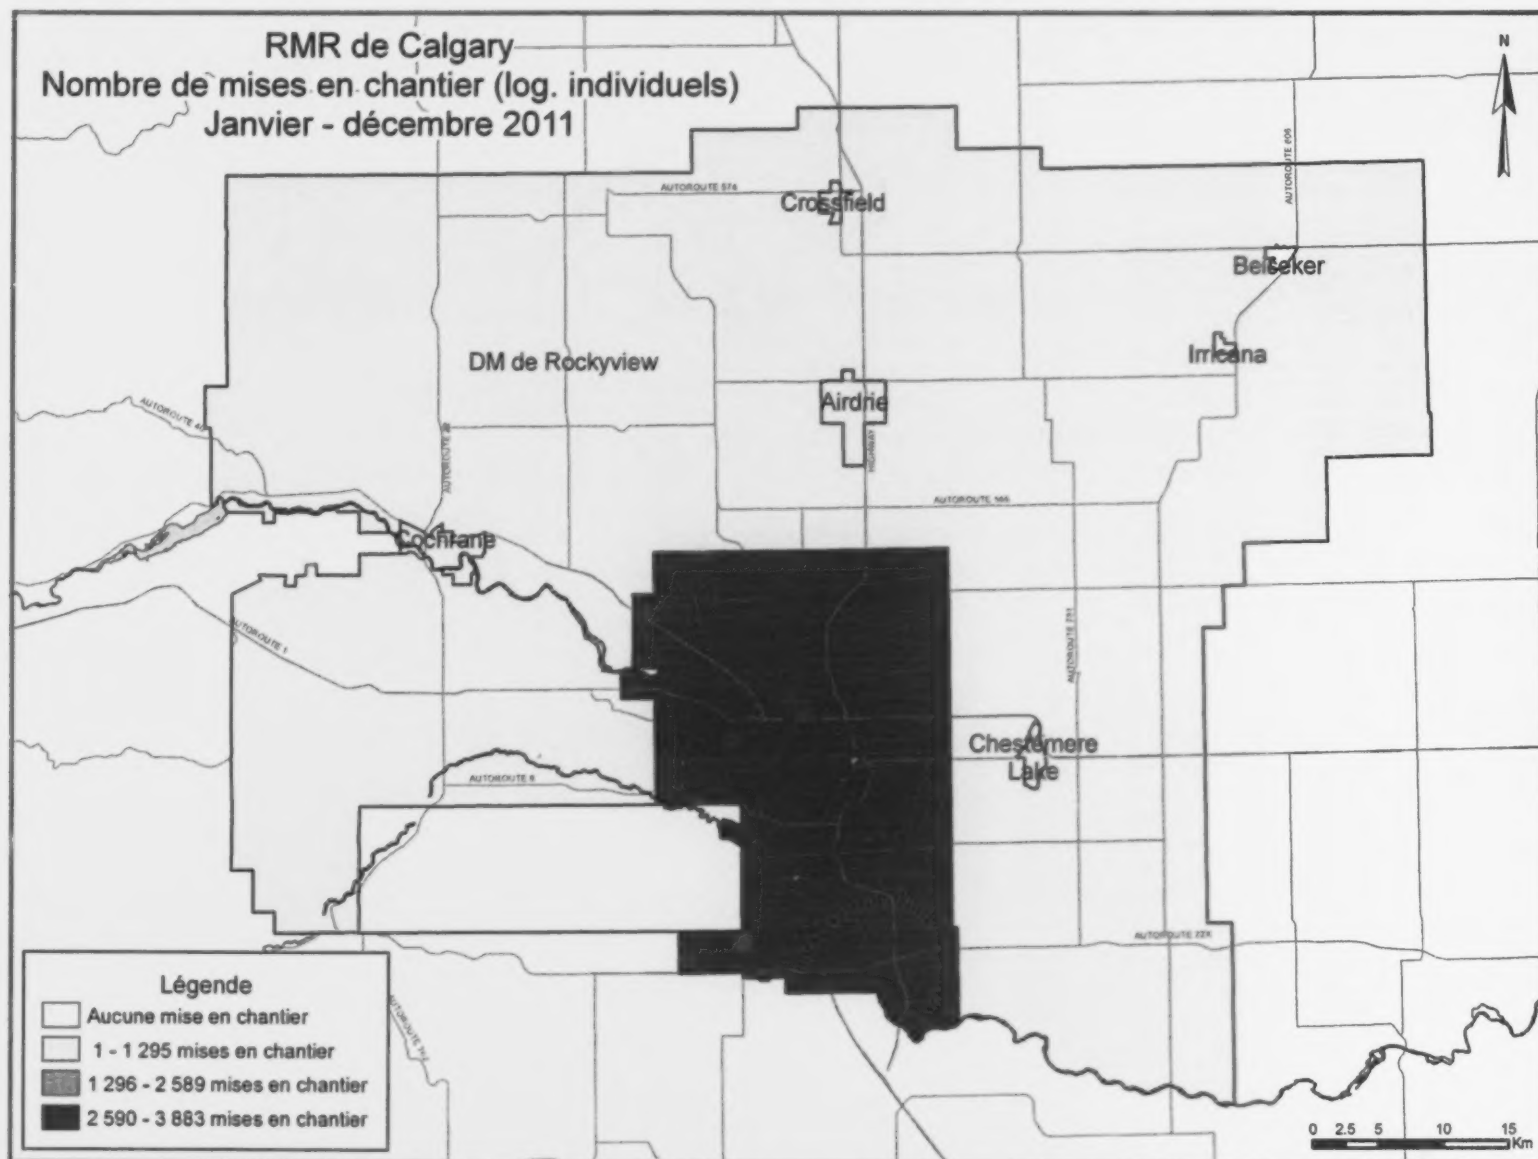 RMR de Calgary
Nombre de mises en chantier (log. individuels)
Janvier - décembre 2011
N
AUTOROUTE 574
Crossfield
Beiseker
Irricana
DM de Rockyview
Airdrie
HIGHWAY
AUTOROUTE 22
AUTOROUTE 566
Cochrane
AUTOROUTE 1
AUTOROUTE 791
Chestermere
Lake
AUTOROUTE 8
AUTOROUTE 22X
Légende
Aucune mise en chantier
1 - 1 295 mises en chantier
1 296 - 2 589 mises en chantier
2 590 - 3 883 mises en chantier
0 2.5 5 10 15
Km